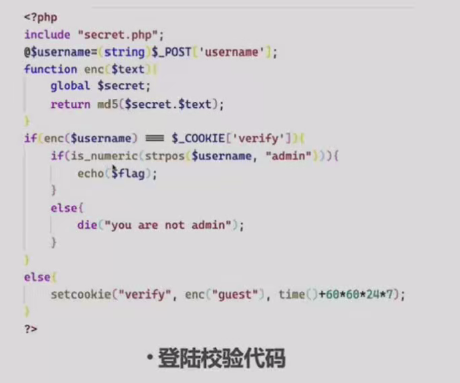 <?php
include "secret.php";
@$username=(string)$_POST['username'];
function enc($text){
global $secret;
return md5($secret.$text);
}
if(enc($username) === $_COOKIE['verify']){
if(is_numeric(strpos($username, "admin"))){
echo($flag);
}
else{
die("you are not admin");
}
}
else{
setcookie("verify", enc("guest"), time()+60*60*24*7);
}
?>
• 登陆校验代码